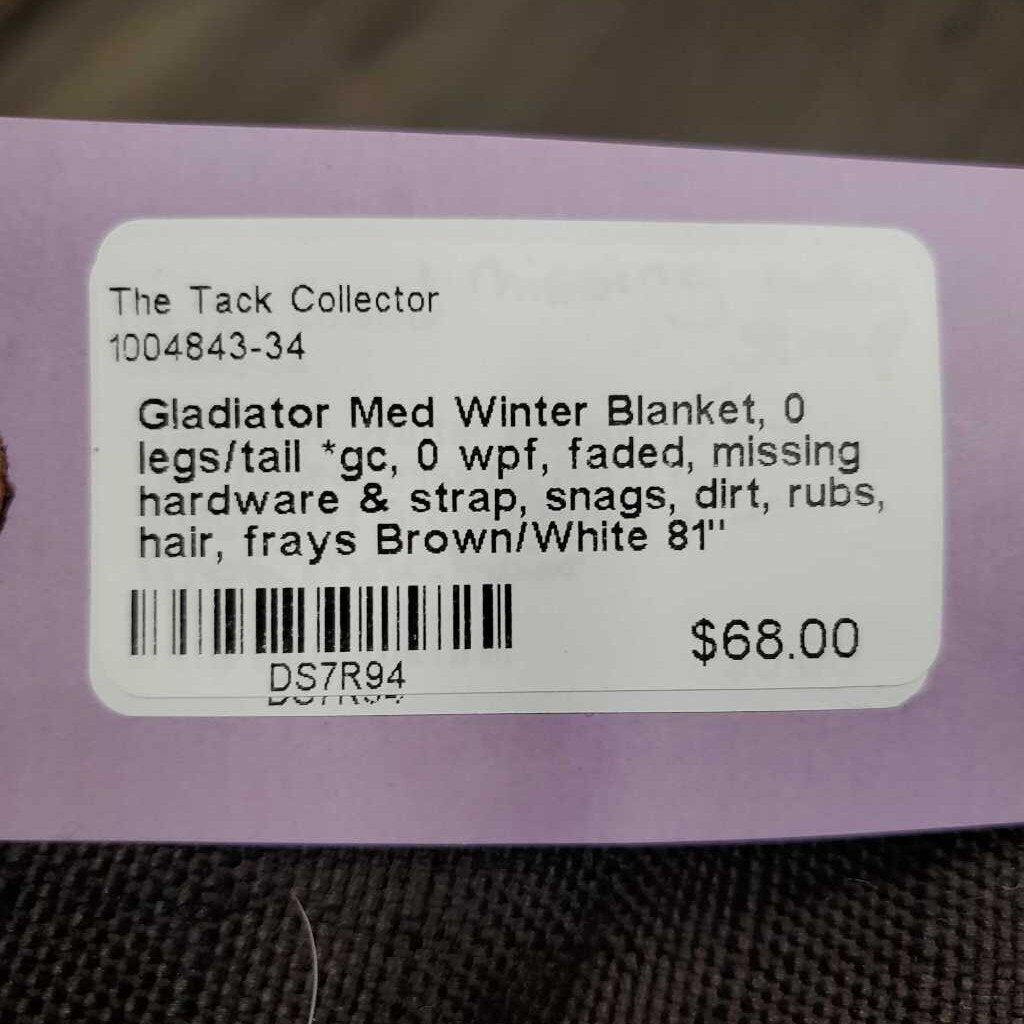 The Tack Collector
1004843-34
Gladiator Med Winter Blanket, 0
legs/tail *gc, 0 wpf, faded, missing
hardware & strap, snags, dirt, rubs,
hair, frays Brown/White 81"
$68.00
DS7R94